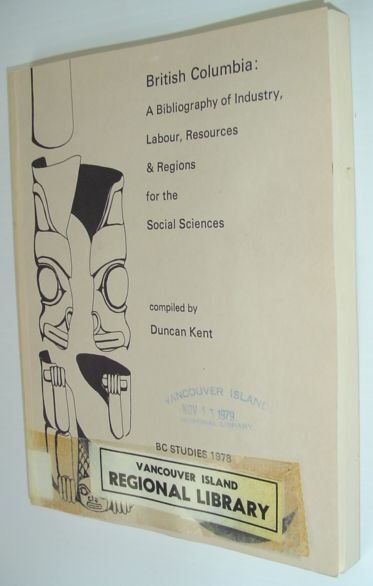 British Columbia:
A Bibliography of Industry,
Labour, Resources
& Regions
for the
Social Sciences
compiled by
Duncan Kent
VANCOUVER ISLAND
NOV 13 1979
REGIONAL LIBRARY
BC STUDIES 1978
VANCOUVER ISLAND
REGIONAL LIBRARY